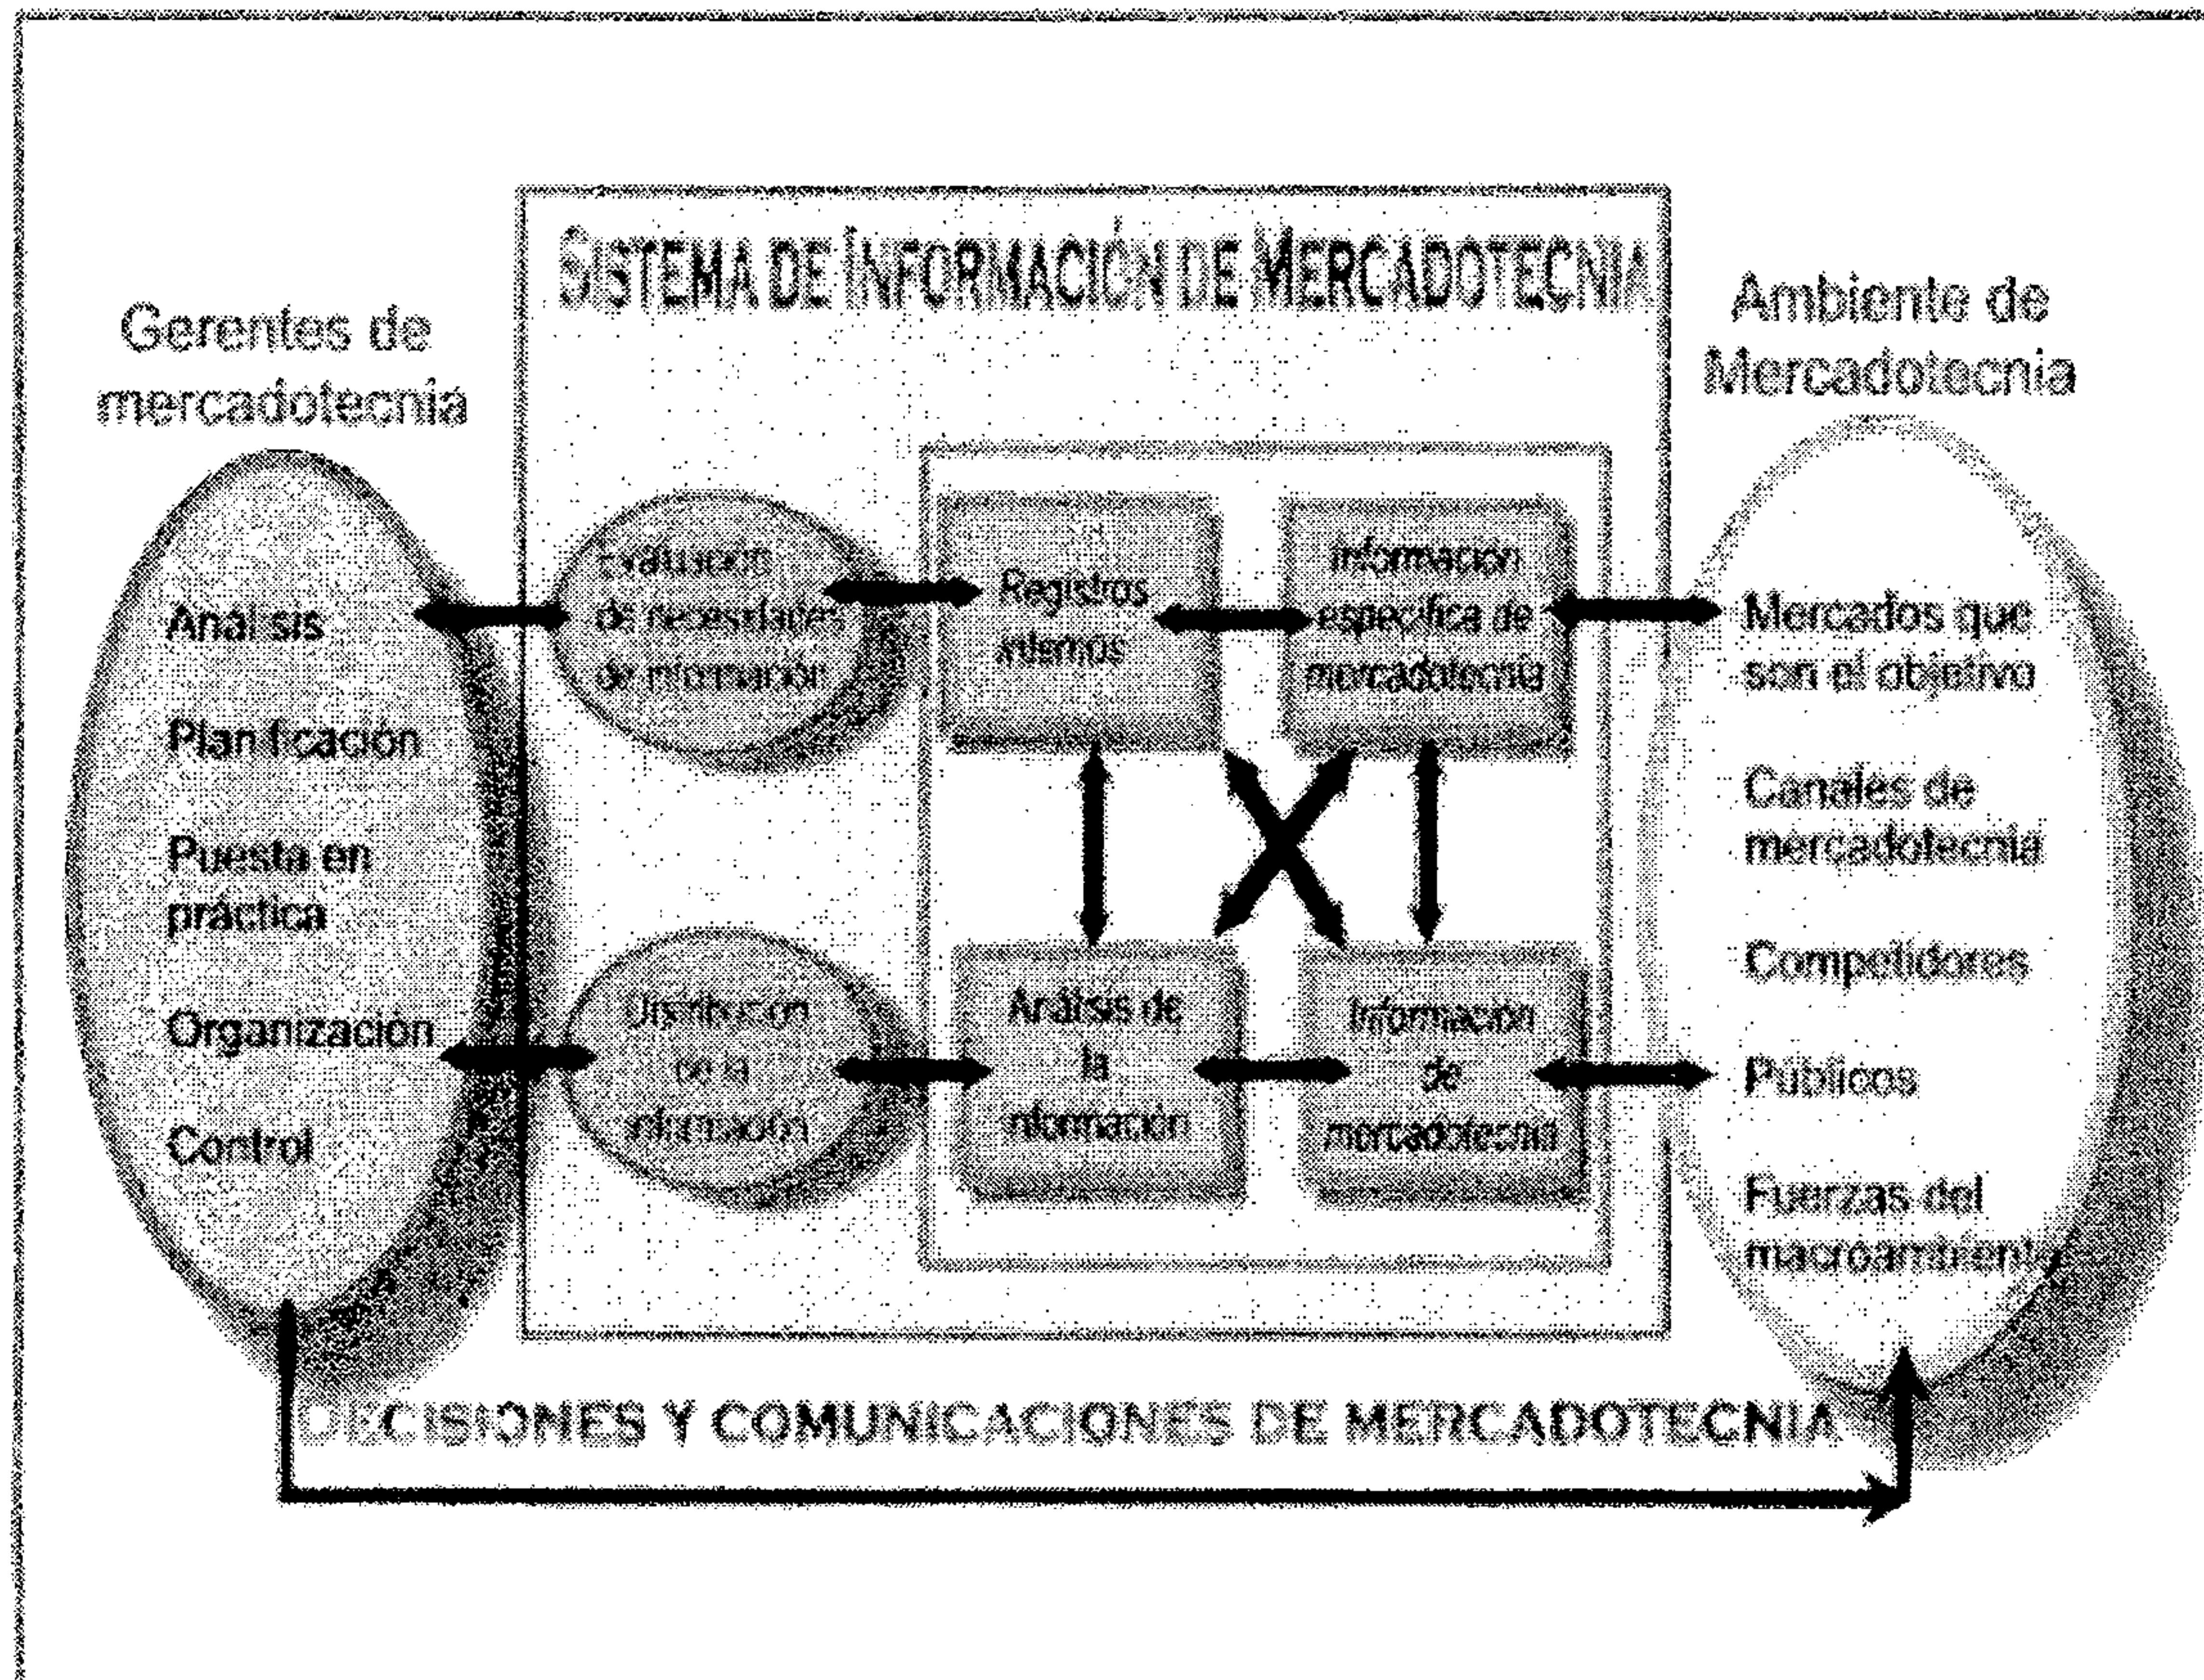 SISTEMA DE INFORMACIÓN DE MERCADOTECNIA
Gerentes de
mercadotecnia
Análisis
Planificación
Puesta en
práctica
Organización
Control
Evaluación
de necesidades
de información
Distribución
de la
información
Registros
internos
Información
específica de
mercadotecnia
Análisis de
la
información
Información
de
mercadotecnia
Ambiente de
Mercadotecnia
Mercados que
son el objetivo
Canales de
mercadotecnia
Competidores
Públicos
Fuerzas del
macroambiente
DECISIONES Y COMUNICACIONES DE MERCADOTECNIA